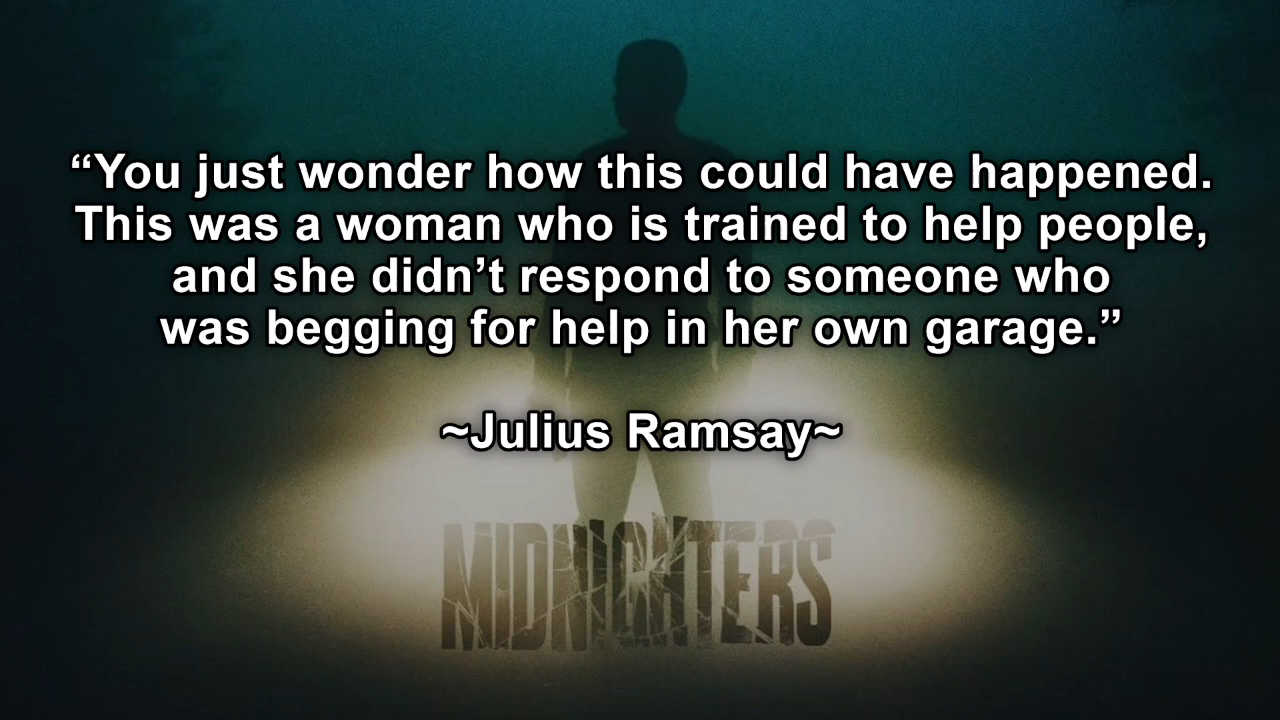 “You just wonder how this could have happened.
This was a woman who is trained to help people,
and she didn’t respond to someone who
was begging for help in her own garage.”
~Julius Ramsay~
MIDNIGHTERS